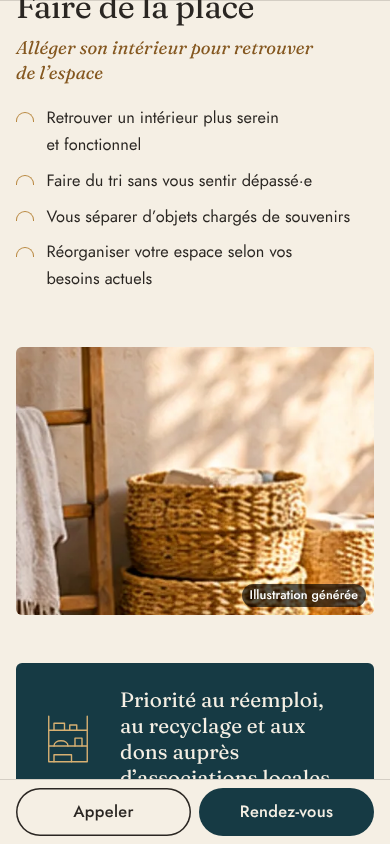 Faire de la place
Alléger son intérieur pour retrouver
de l’espace
Retrouver un intérieur plus serein
et fonctionnel
Faire du tri sans vous sentir dépassé·e
Vous séparer d’objets chargés de souvenirs
Réorganiser votre espace selon vos
besoins actuels
Illustration générée
Priorité au réemploi,
au recyclage et aux
dons auprès
d’associations locales
Appeler
Rendez-vous